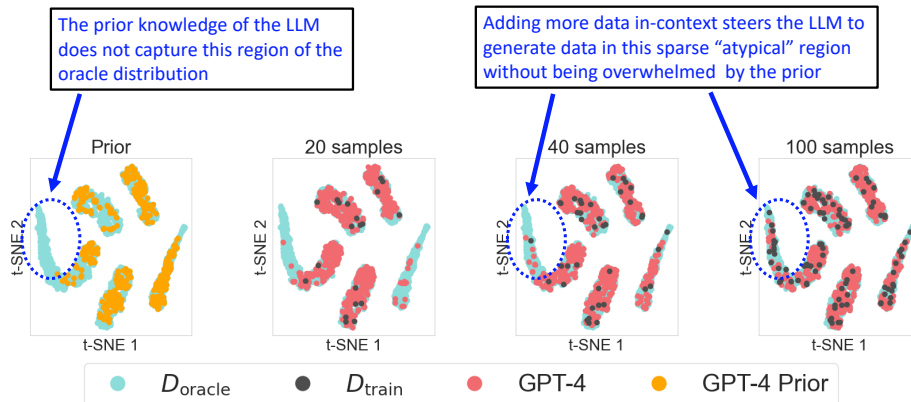 The prior knowledge of the LLM
does not capture this region of the
oracle distribution
Adding more data in-context steers the LLM to
generate data in this sparse “atypical” region
without being overwhelmed by the prior
Prior
20 samples
40 samples
100 samples
t-SNE 2
t-SNE 2
t-SNE 2
t-SNE 2
t-SNE 1
t-SNE 1
t-SNE 1
t-SNE 1
D_oracle
D_train
GPT-4
GPT-4 Prior